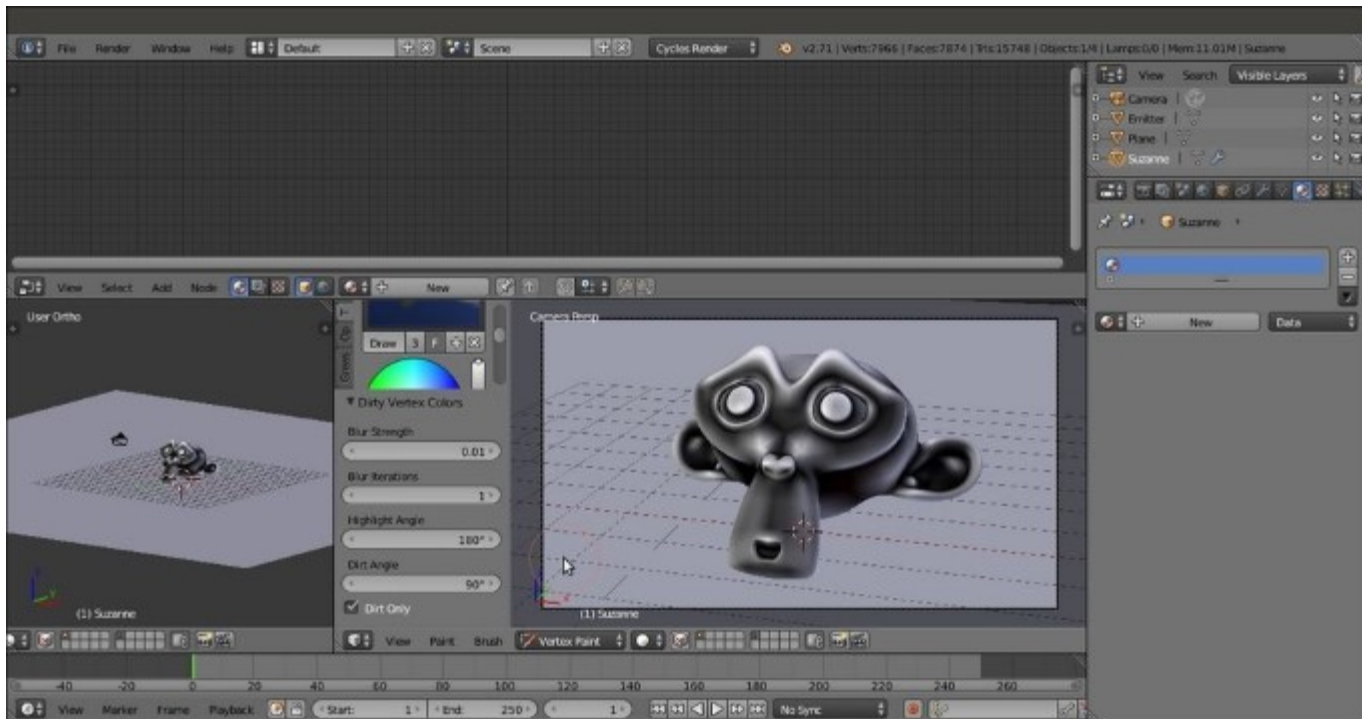 File Render Window Help Default Scene Cycles Render v2.71 | Verts:7966 | Faces:7874 | Tris:15748 | Objects:1/4 | Lamps:0/0 | Mem:11.01M | Suzanne
View Search Visible Layers
Camera
Emitter
Plane
Suzanne
Suzanne
New Data
View Select Add Node New
User Ortho
(1) Suzanne
Draw 3 F
Dirty Vertex Colors
Blur Strength
0.01
Blur Iterations
1
Highlight Angle
180°
Dirt Angle
90°
Dirt Only
Camera Persp
(1) Suzanne
View Paint Brush Vertex Paint
-40 -20 0 20 40 60 80 100 120 140 160 180 200 220 240 260
View Marker Frame Playback Start: 1 End: 250 1 No Sync